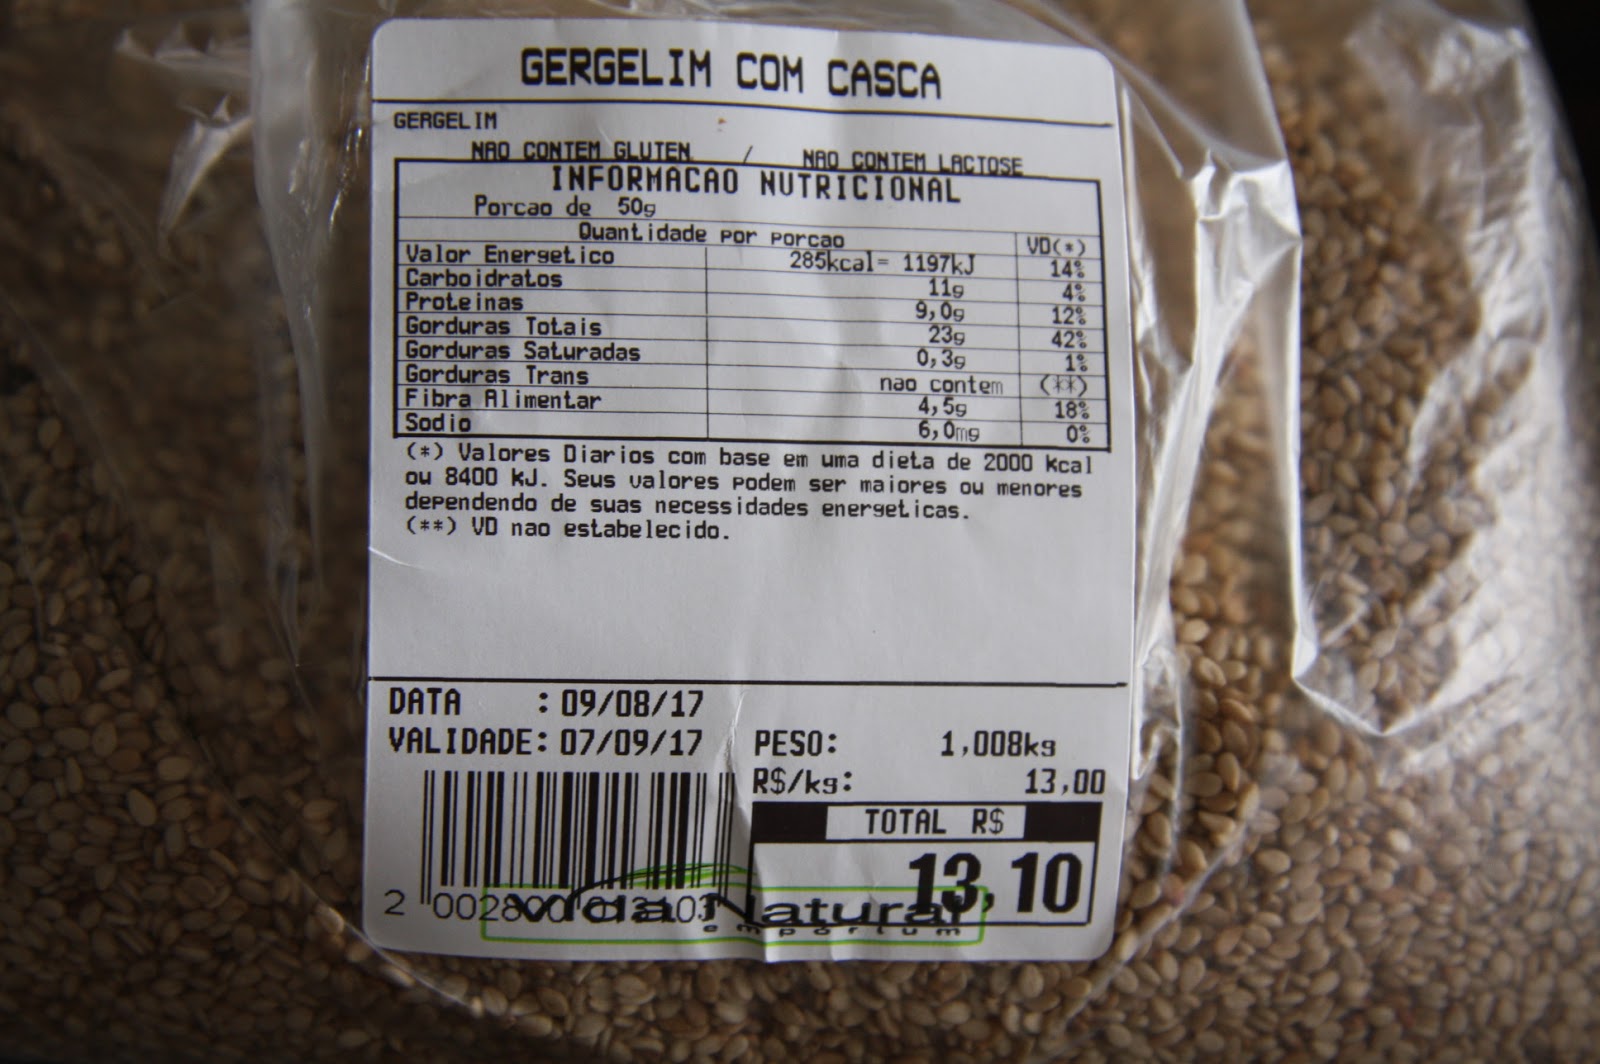 GERGELIM COM CASCA
GERGELIM
NAO CONTEM GLUTEN / NAO CONTEM LACTOSE
INFORMACAO NUTRICIONAL
Porcao de 50g
Quantidade por porcao VD(*)
Valor Energetico 285kcal= 1197kJ 14%
Carboidratos 11g 4%
Proteinas 9,0g 12%
Gorduras Totais 23g 42%
Gorduras Saturadas 0,3g 1%
Gorduras Trans nao contem (**)
Fibra Alimentar 4,5g 18%
Sodio 6,0mg 0%
(*) Valores Diarios com base em uma dieta de 2000 kcal
ou 8400 kJ. Seus valores podem ser maiores ou menores
dependendo de suas necessidades energeticas.
(**) VD nao estabelecido.
DATA : 09/08/17
VALIDADE: 07/09/17 PESO: 1,008kg
R$/kg: 13,00
TOTAL R$
13,10
Vida Natural
empórium